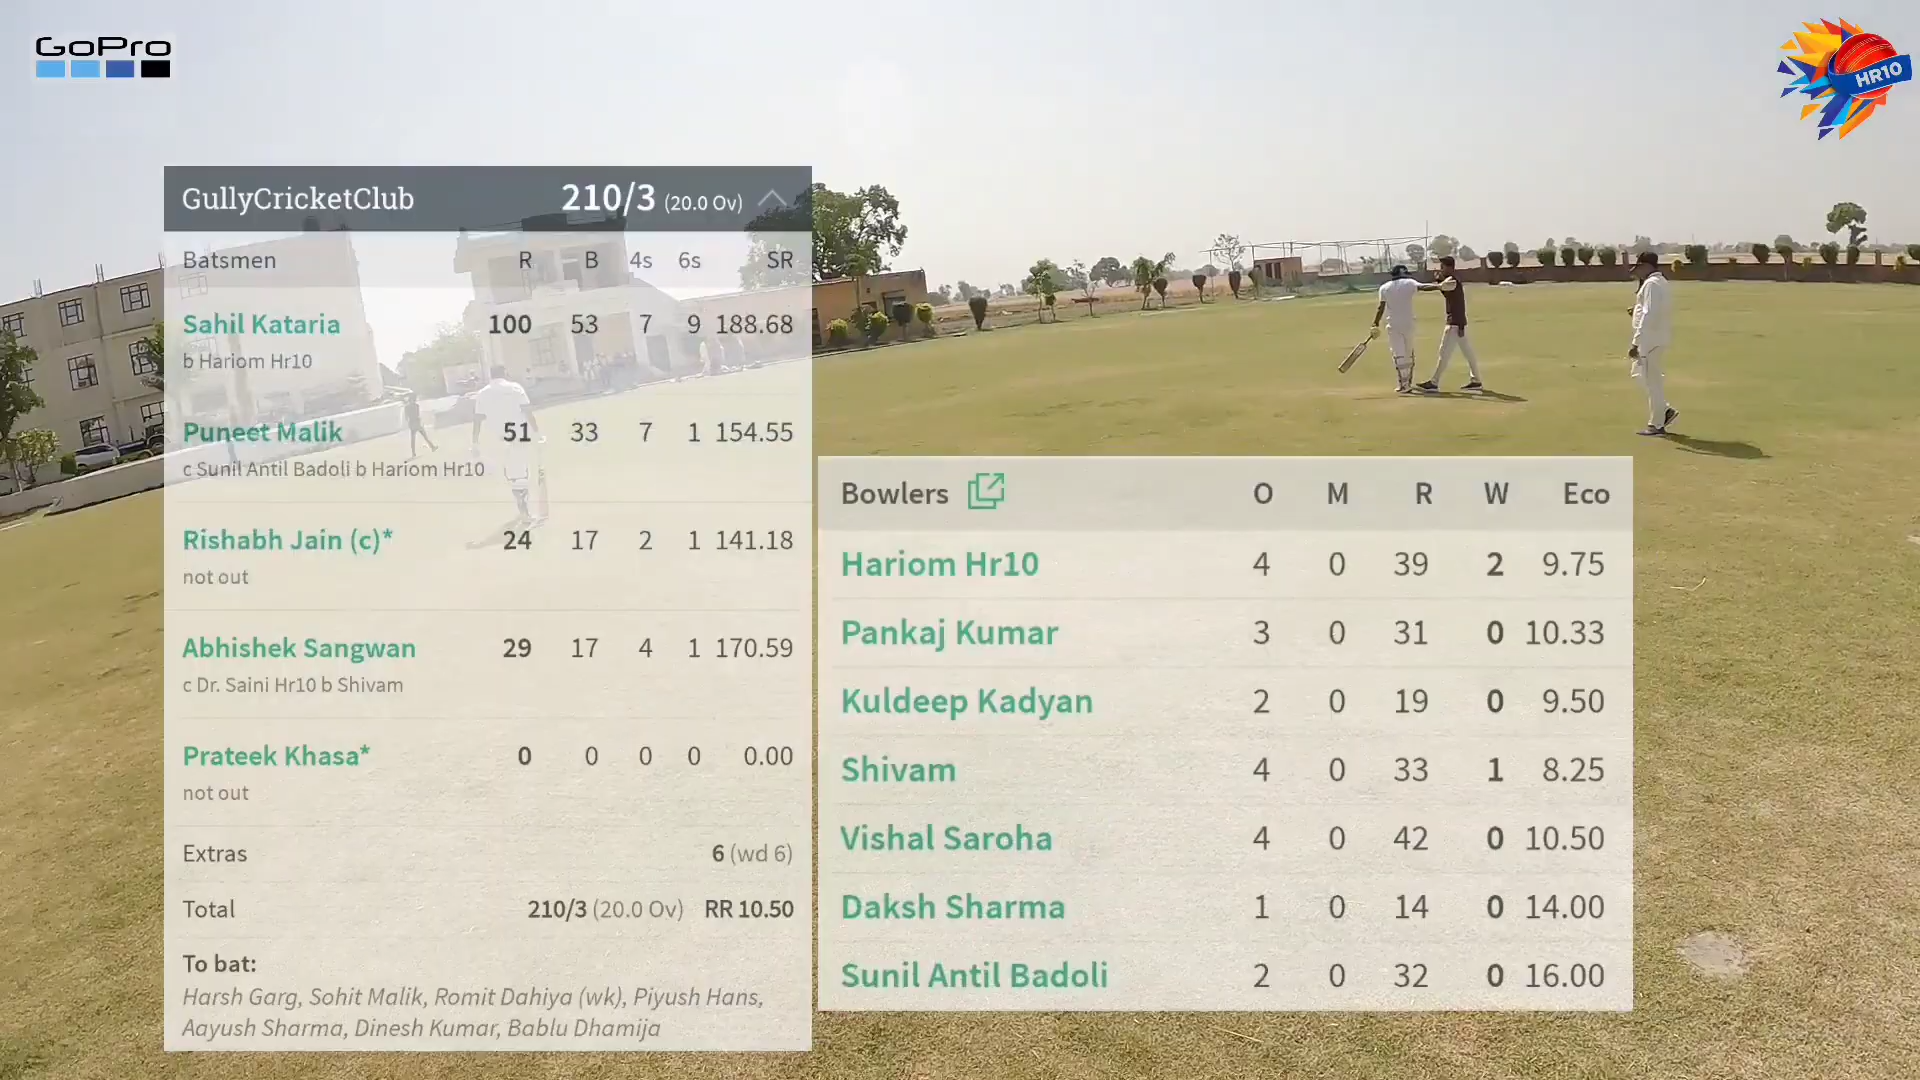 GoPro
HR10
GullyCricketClub 210/3 (20.0 Ov)
Batsmen R B 4s 6s SR
Sahil Kataria 100 53 7 9 188.68
b Hariom Hr10
Puneet Malik 51 33 7 1 154.55
c Sunil Antil Badoli b Hariom Hr10
Rishabh Jain (c)* 24 17 2 1 141.18
not out
Abhishek Sangwan 29 17 4 1 170.59
c Dr. Saini Hr10 b Shivam
Prateek Khasa* 0 0 0 0 0.00
not out
Extras 6 (wd 6)
Total 210/3 (20.0 Ov) RR 10.50
To bat:
Harsh Garg, Sohit Malik, Romit Dahiya (wk), Piyush Hans,
Aayush Sharma, Dinesh Kumar, Bablu Dhamija
Bowlers O M R W Eco
Hariom Hr10 4 0 39 2 9.75
Pankaj Kumar 3 0 31 0 10.33
Kuldeep Kadyan 2 0 19 0 9.50
Shivam 4 0 33 1 8.25
Vishal Saroha 4 0 42 0 10.50
Daksh Sharma 1 0 14 0 14.00
Sunil Antil Badoli 2 0 32 0 16.00